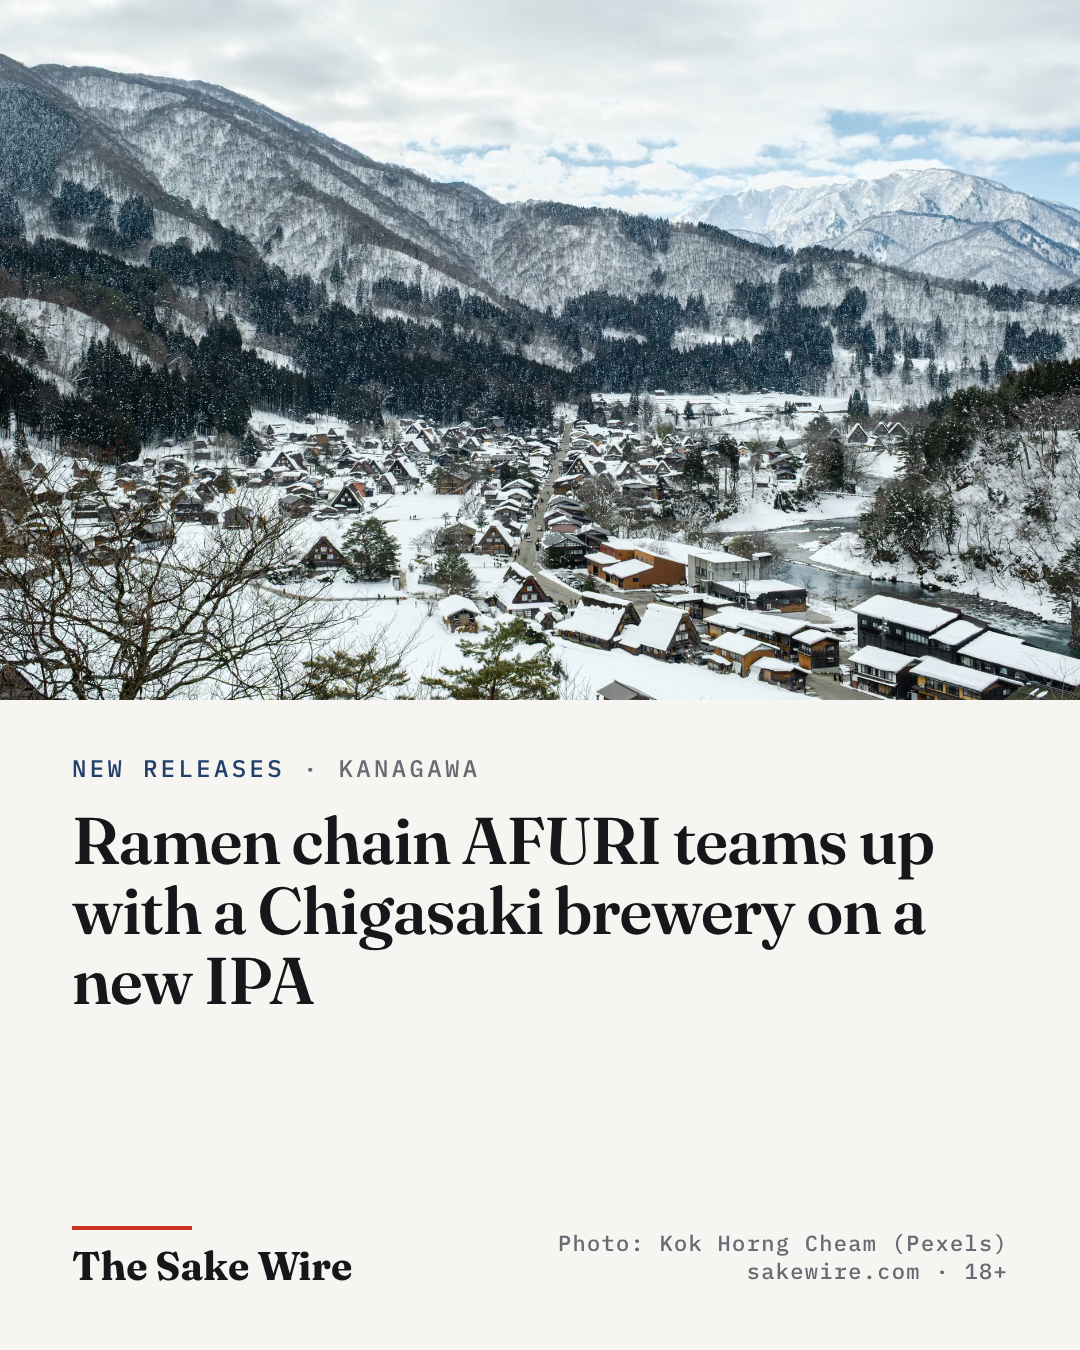 NEW RELEASES · KANAGAWA
Ramen chain AFURI teams up
with a Chigasaki brewery on a
new IPA
The Sake Wire
Photo: Kok Horng Cheam (Pexels)
sakewire.com · 18+